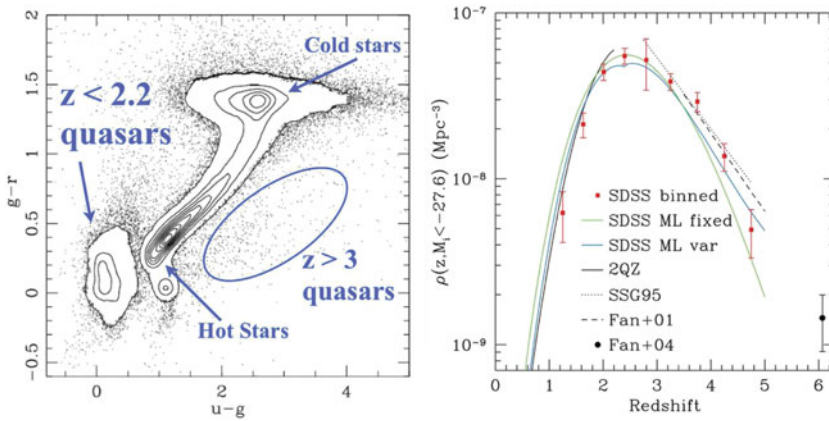 Cold stars
z < 2.2
quasars
z > 3
quasars
Hot Stars
g−r
2
1.5
1
0.5
0
−0.5
0
2
4
u−g
ρ(z,Mᵢ<−27.6) (Mpc⁻³)
10⁻⁷
10⁻⁸
10⁻⁹
SDSS binned
SDSS ML fixed
SDSS ML var
2QZ
SSG95
Fan+01
Fan+04
0
1
2
3
4
5
6
Redshift